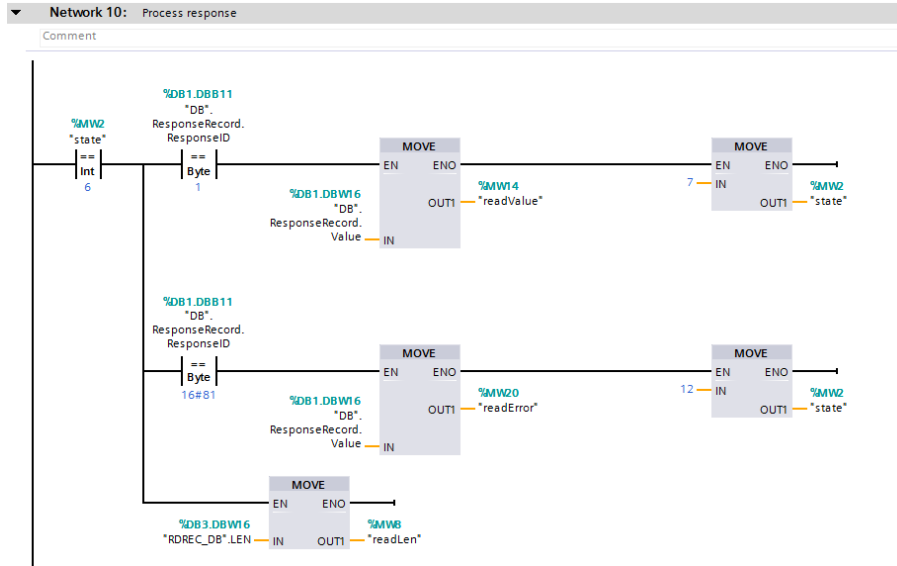 Network 10: Process response
Comment
%MW2
"state"
==
Int
6
%DB1.DBB11
"DB".
ResponseRecord.
ResponseID
==
Byte
1
%DB1.DBW16
"DB".
ResponseRecord.
Value
MOVE
EN ENO
IN
OUT1
%MW14
"readValue"
7
MOVE
EN ENO
IN
OUT1
%MW2
"state"
%DB1.DBB11
"DB".
ResponseRecord.
ResponseID
==
Byte
16#81
%DB1.DBW16
"DB".
ResponseRecord.
Value
MOVE
EN ENO
IN
OUT1
%MW20
"readError"
12
MOVE
EN ENO
IN
OUT1
%MW2
"state"
%DB3.DBW16
"RDREC_DB".LEN
MOVE
EN ENO
IN OUT1
%MW8
"readLen"